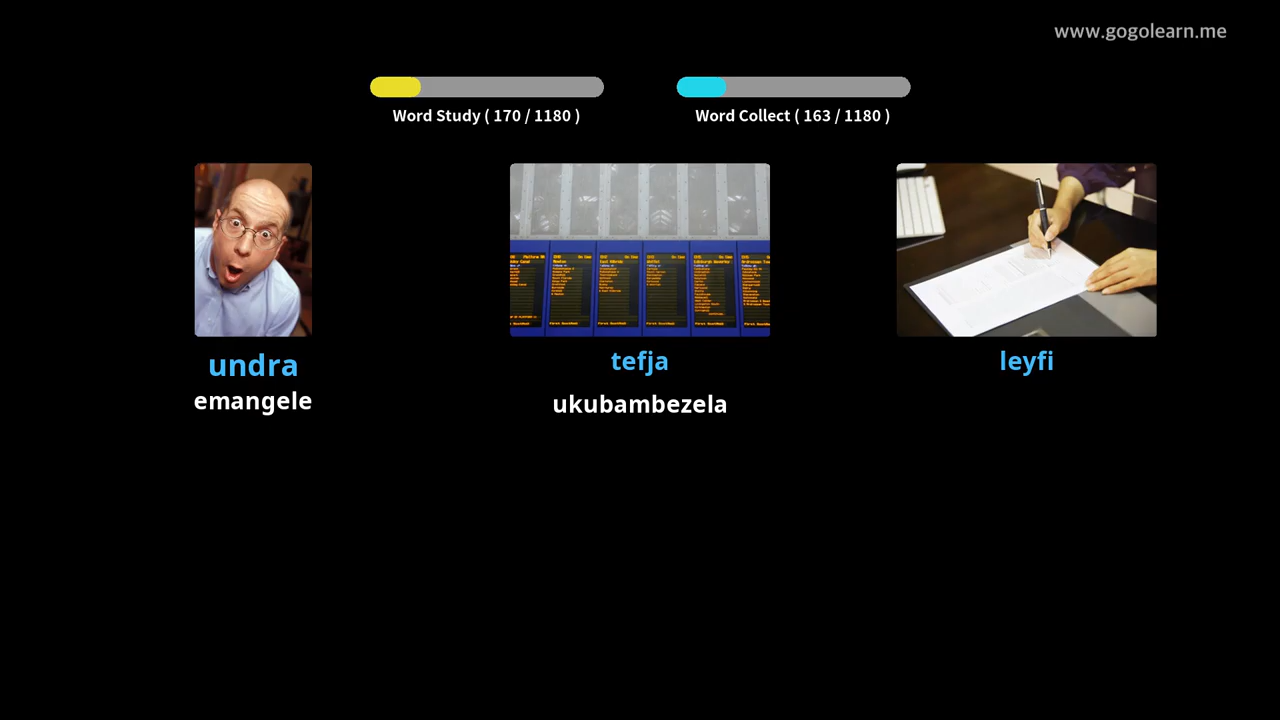 www.gogolearn.me
Word Study ( 170 / 1180 )
Word Collect ( 163 / 1180 )
undra
emangele
tefja
ukubambezela
leyfi